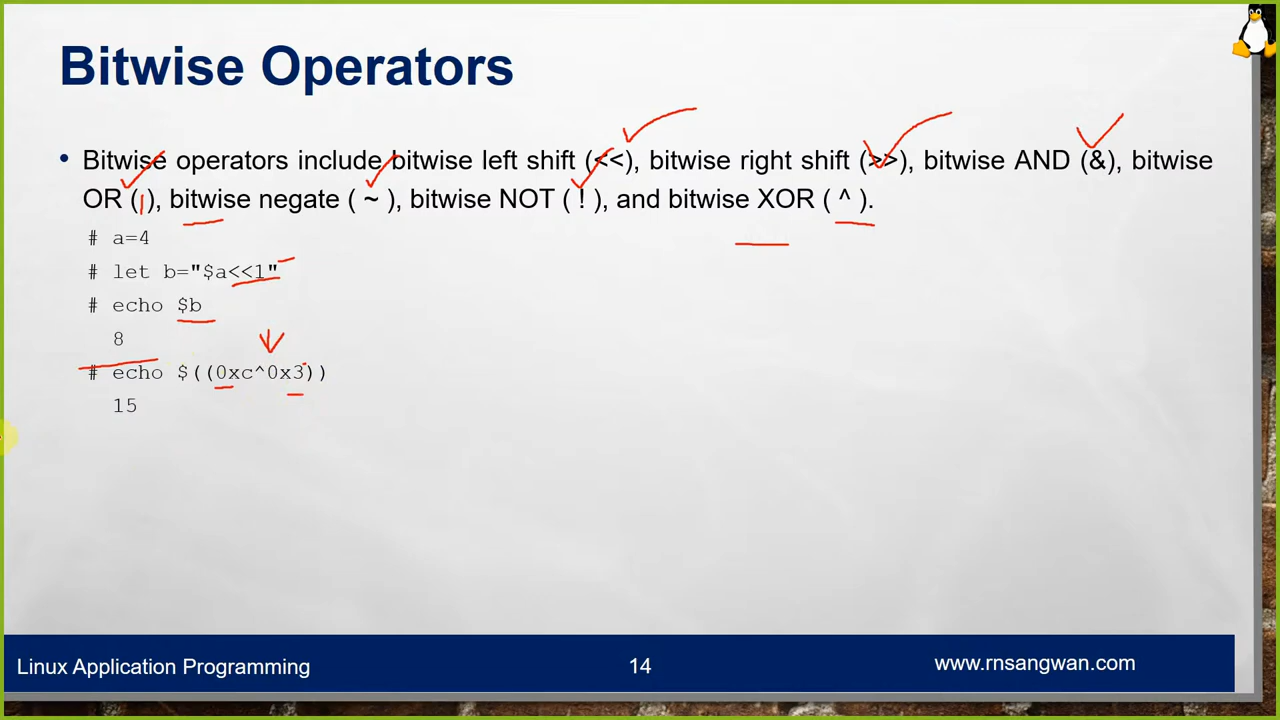 Bitwise Operators
• Bitwise operators include bitwise left shift (<<), bitwise right shift (>>), bitwise AND (&), bitwise
OR (|), bitwise negate ( ~ ), bitwise NOT ( ! ), and bitwise XOR ( ^ ).
# a=4
# let b="$a<<1"
# echo $b
8
# echo $((0xc^0x3))
15
Linux Application Programming
14
www.rnsangwan.com